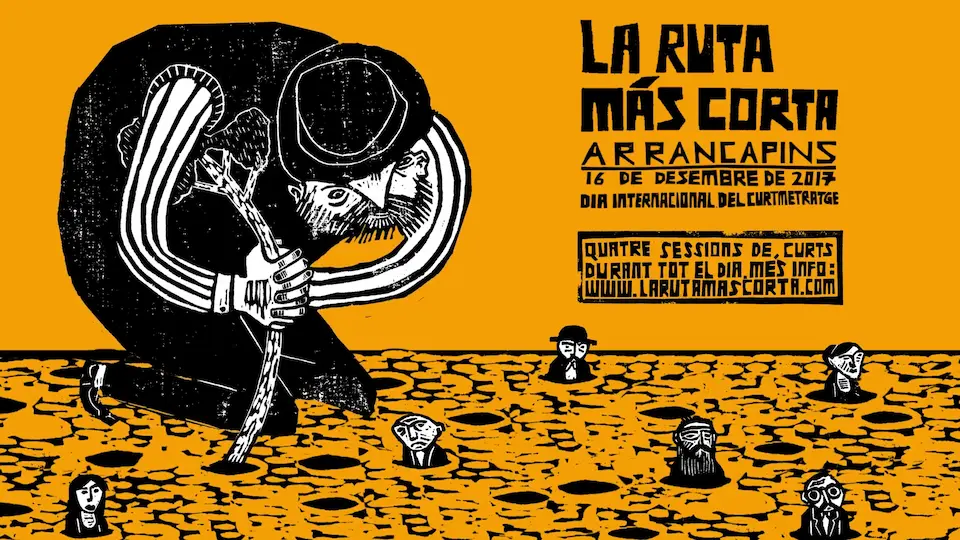 LA RUTA
MÁS CORTA
ARRANCAPINS
16 DE DESEMBRE DE 2017
DIA INTERNACIONAL DEL CURTMETRATGE
QUATRE SESSIONS DE CURTS
DURANT TOT EL DIA, MÉS INFO:
WWW.LARUTAMASCORTA.COM